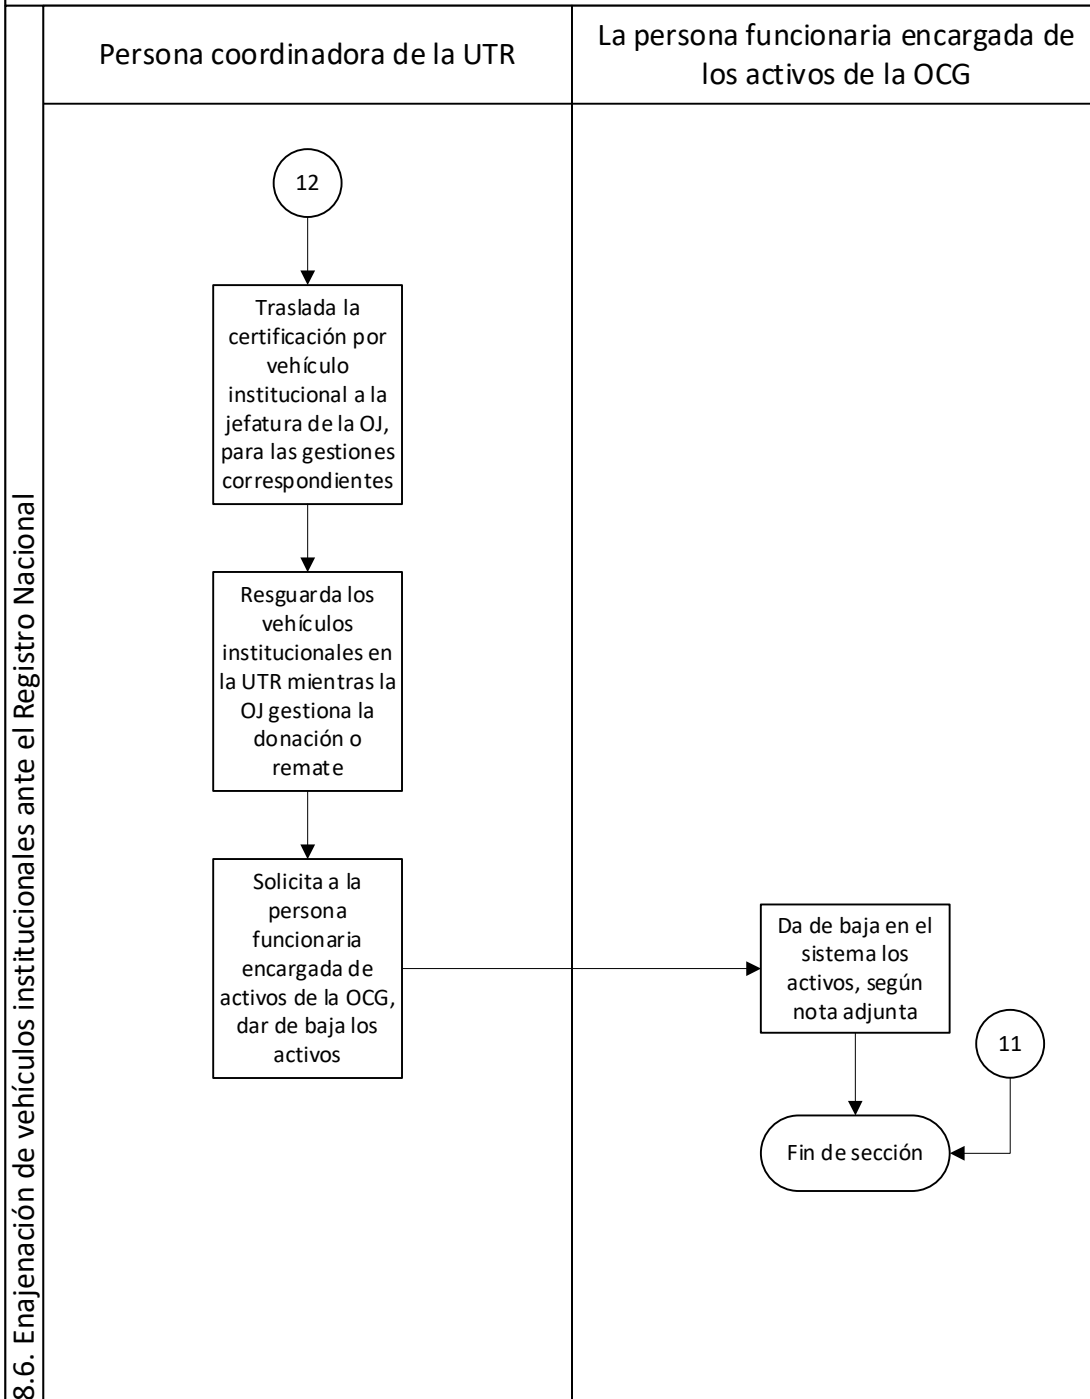 8.6. Enajenación de vehículos institucionales ante el Registro Nacional
Persona coordinadora de la UTR
La persona funcionaria encargada de
los activos de la OCG
12
Traslada la
certificación por
vehículo
institucional a la
jefatura de la OJ,
para las gestiones
correspondientes
Resguarda los
vehículos
institucionales en
la UTR mientras la
OJ gestiona la
donación o
remate
Solicita a la
persona
funcionaria
encargada de
activos de la OCG,
dar de baja los
activos
Da de baja en el
sistema los
activos, según
nota adjunta
11
Fin de sección